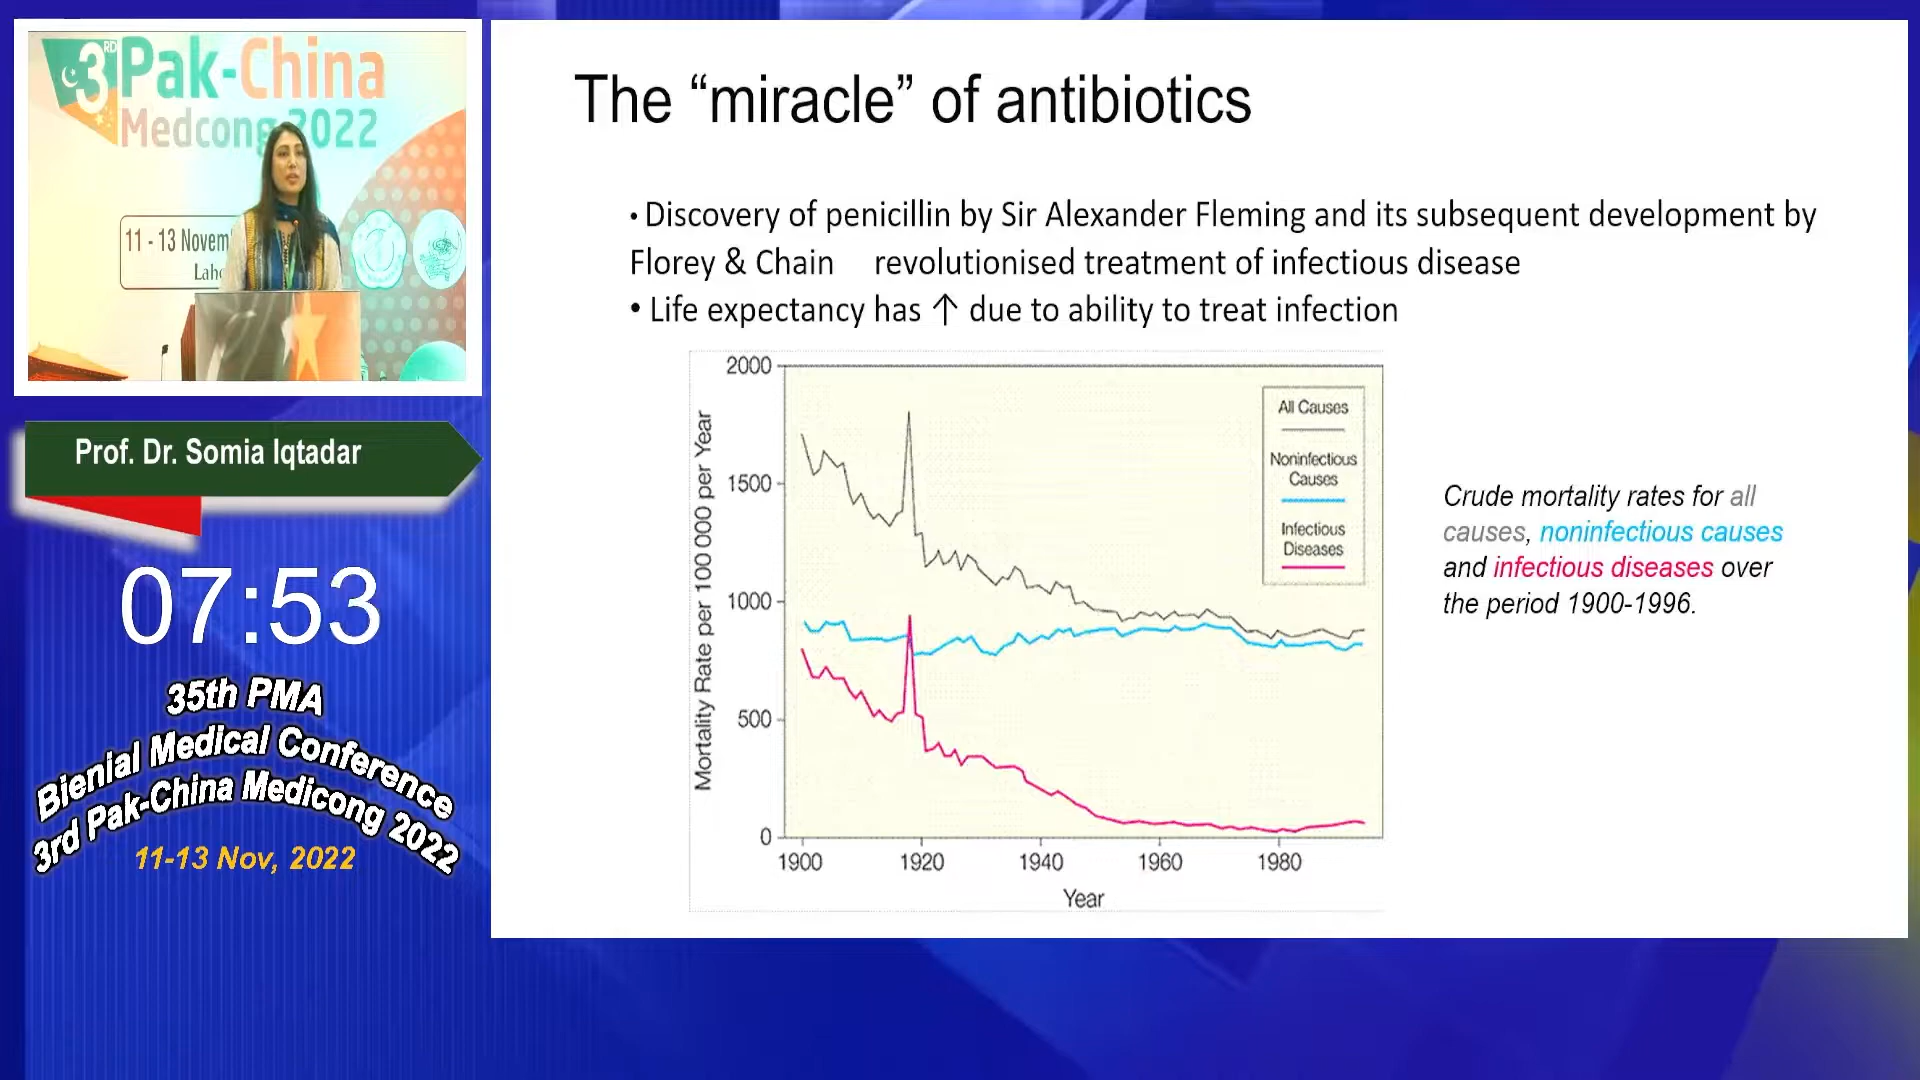 3RD Pak-China
Medcong 2022
11 - 13 Novem
Laho
Prof. Dr. Somia Iqtadar
07:53
35th PMA
Bienial Medical Conference
3rd Pak-China Medicong 2022
11-13 Nov, 2022
The “miracle” of antibiotics
• Discovery of penicillin by Sir Alexander Fleming and its subsequent development by
Florey & Chain revolutionised treatment of infectious disease
• Life expectancy has ↑ due to ability to treat infection
Mortality Rate per 100 000 per Year
2000
1500
1000
500
0
1900 1920 1940 1960 1980
Year
All Causes
Noninfectious
Causes
Infectious
Diseases
Crude mortality rates for all
causes, noninfectious causes
and infectious diseases over
the period 1900-1996.